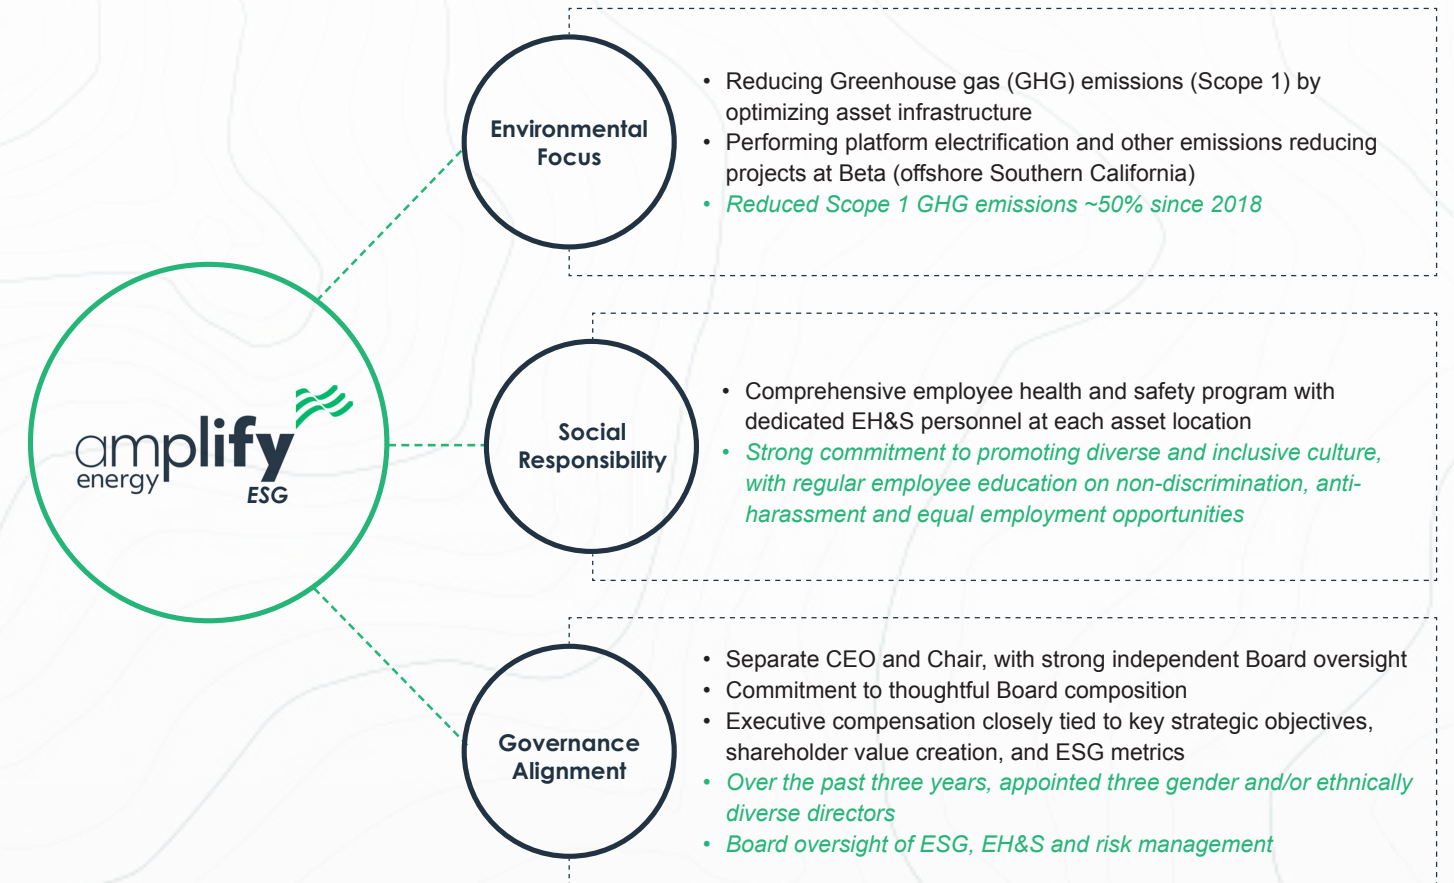 Environmental
Focus
• Reducing Greenhouse gas (GHG) emissions (Scope 1) by
optimizing asset infrastructure
• Performing platform electrification and other emissions reducing
projects at Beta (offshore Southern California)
• Reduced Scope 1 GHG emissions ~50% since 2018
amplify
energy
ESG
Social
Responsibility
• Comprehensive employee health and safety program with
dedicated EH&S personnel at each asset location
• Strong commitment to promoting diverse and inclusive culture,
with regular employee education on non-discrimination, anti-
harassment and equal employment opportunities
Governance
Alignment
• Separate CEO and Chair, with strong independent Board oversight
• Commitment to thoughtful Board composition
• Executive compensation closely tied to key strategic objectives,
shareholder value creation, and ESG metrics
• Over the past three years, appointed three gender and/or ethnically
diverse directors
• Board oversight of ESG, EH&S and risk management